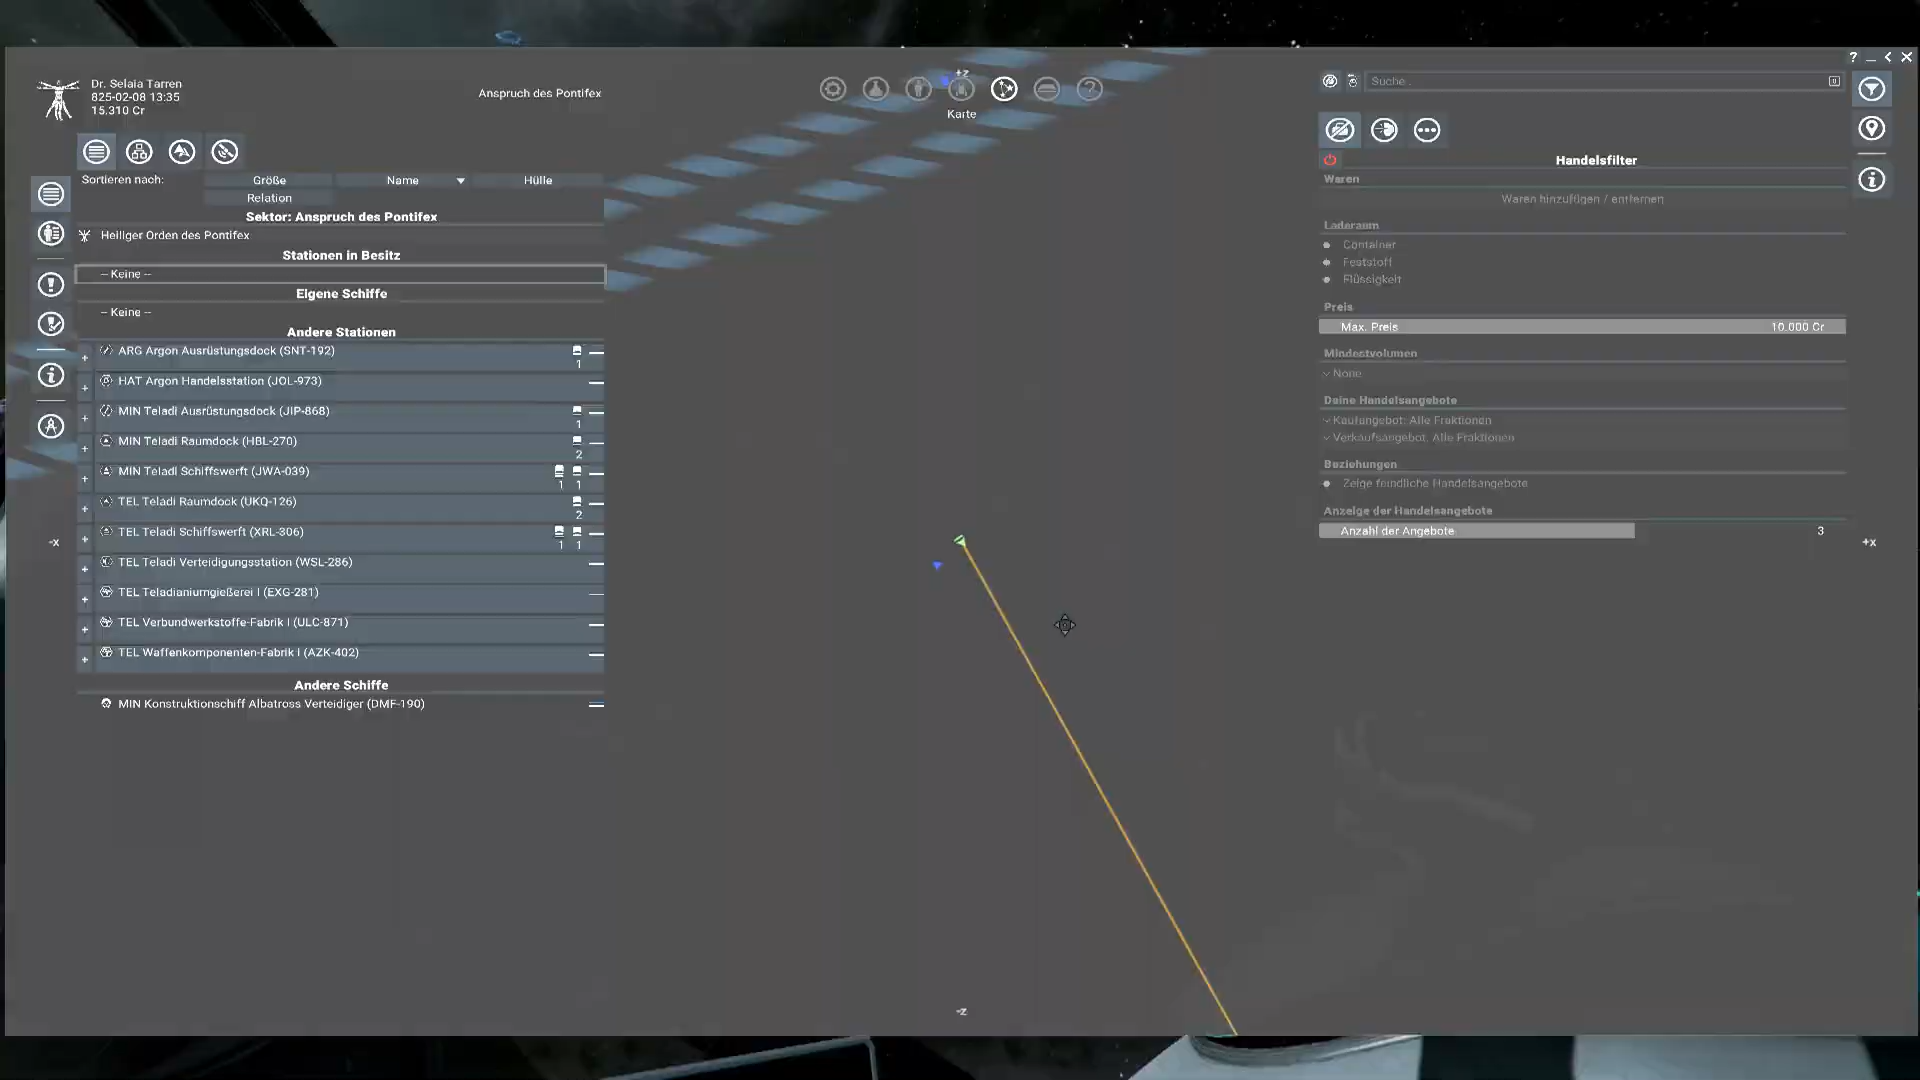 Dr. Selaia Tarren
825-02-08 13:35
15.310 Cr
Anspruch des Pontifex
+z
Karte
Suche...
Sortieren nach:
Größe
Name
Hülle
Relation
Sektor: Anspruch des Pontifex
Heiliger Orden des Pontifex
Stationen in Besitz
-- Keine --
Eigene Schiffe
-- Keine --
Andere Stationen
ARG Argon Ausrüstungsdock (SNT-192)
1
HAT Argon Handelsstation (JOL-973)
MIN Teladi Ausrüstungsdock (JIP-868)
1
MIN Teladi Raumdock (HBL-270)
2
MIN Teladi Schiffswerft (JWA-039)
1 1
TEL Teladi Raumdock (UKQ-126)
2
TEL Teladi Schiffswerft (XRL-306)
1 1
TEL Teladi Verteidigungsstation (WSL-286)
TEL Teladianiumgießerei I (EXG-281)
TEL Verbundwerkstoffe-Fabrik I (ULC-871)
TEL Waffenkomponenten-Fabrik I (AZK-402)
Andere Schiffe
MIN Konstruktionschiff Albatross Verteidiger (DMF-190)
-x
-z
+x
Handelsfilter
Waren
Waren hinzufügen / entfernen
Laderaum
Container
Feststoff
Flüssigkeit
Preis
Max. Preis 10.000 Cr
Mindestvolumen
None
Deine Handelsangebote
Kaufangebot: Alle Fraktionen
Verkaufsangebot: Alle Fraktionen
Beziehungen
Zeige feindliche Handelsangebote
Anzeige der Handelsangebote
Anzahl der Angebote 3